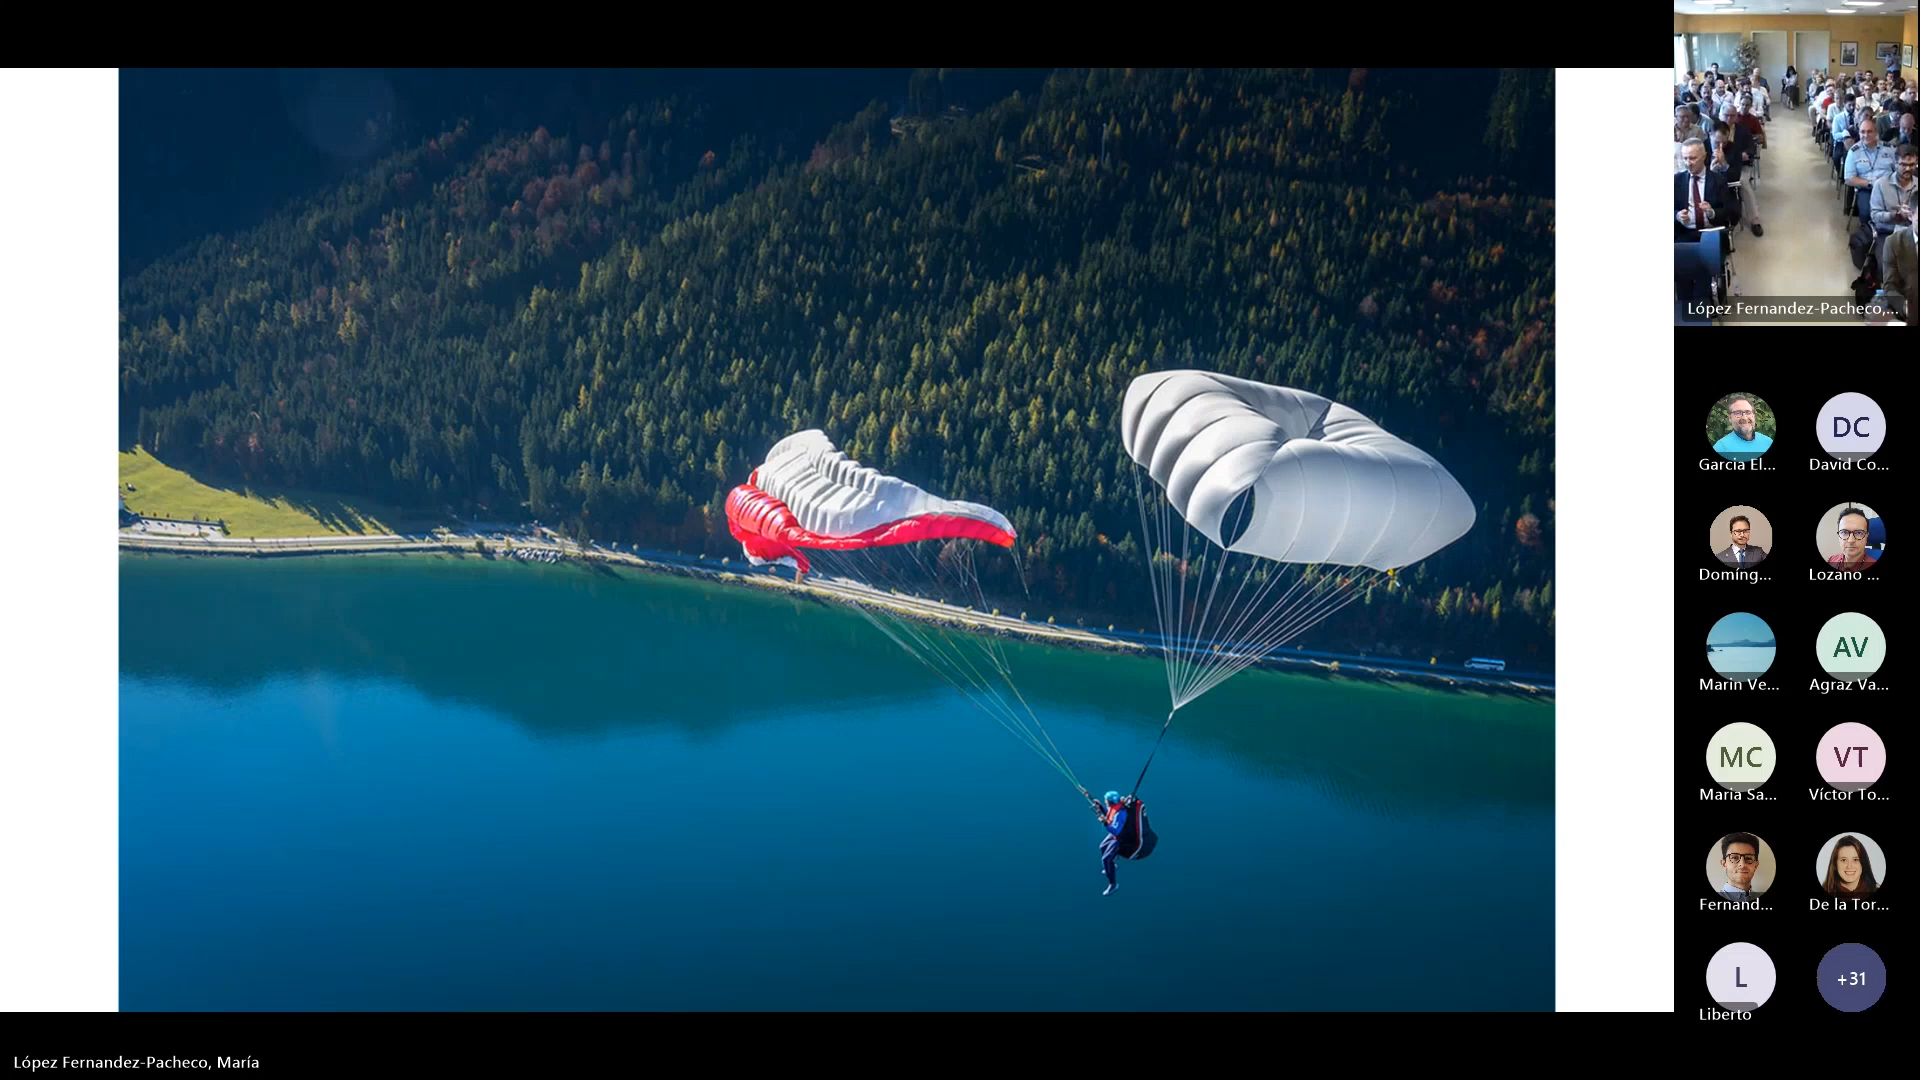 López Fernandez-Pacheco,...
Garcia El...
DC
David Co...
Doming...
Lozano ...
Marin Ve...
AV
Agraz Va...
MC
Maria Sa...
VT
Víctor To...
Fernand...
De la Tor...
L
Liberto
+31
López Fernandez-Pacheco, María